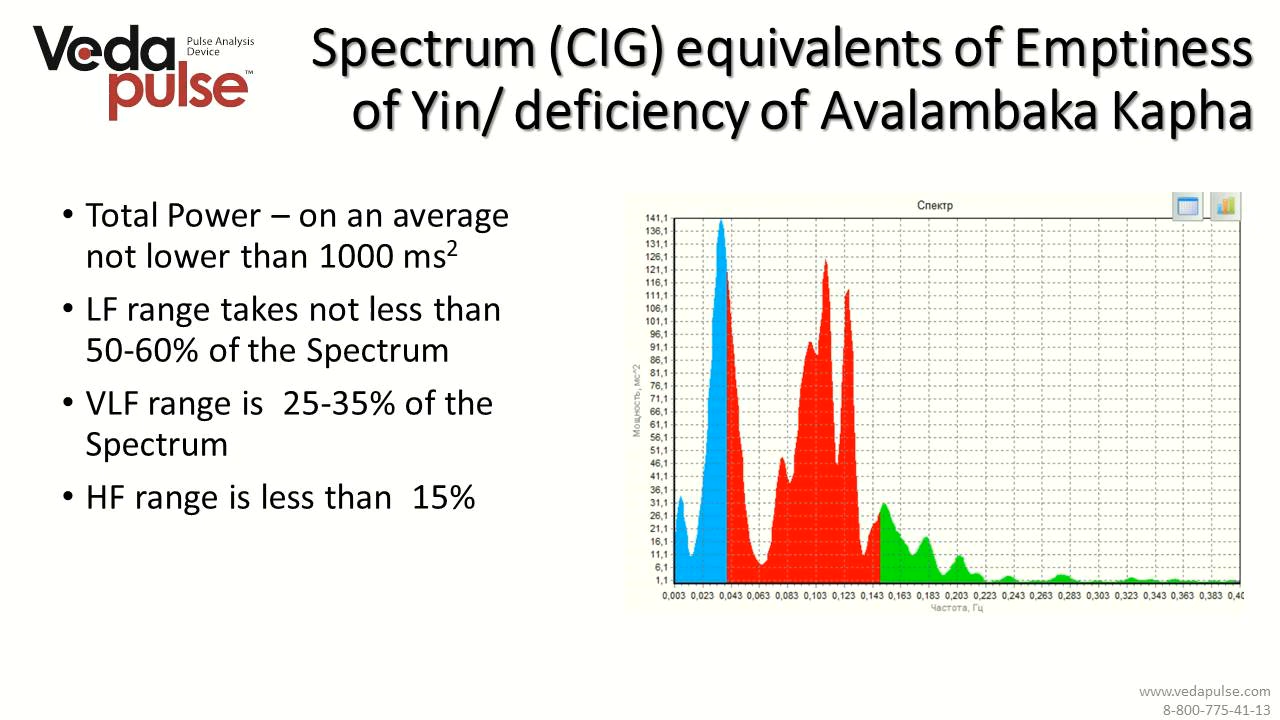 Veda
pulse™
Pulse Analysis
Device
Spectrum (CIG) equivalents of Emptiness
of Yin/ deficiency of Avalambaka Kapha
• Total Power – on an average
not lower than 1000 ms²
• LF range takes not less than
50-60% of the Spectrum
• VLF range is  25-35% of the
Spectrum
• HF range is less than  15%
Спектр
Мощность, мс^2
141,1
136,1
131,1
126,1
121,1
116,1
111,1
106,1
101,1
96,1
91,1
86,1
81,1
76,1
71,1
66,1
61,1
56,1
51,1
46,1
41,1
36,1
31,1
26,1
21,1
16,1
11,1
6,1
1,1
0,003 0,023 0,043 0,063 0,083 0,103 0,123 0,143 0,163 0,183 0,203 0,223 0,243 0,263 0,283 0,303 0,323 0,343 0,363 0,383 0,40
Частота, Гц
www.vedapulse.com
8-800-775-41-13